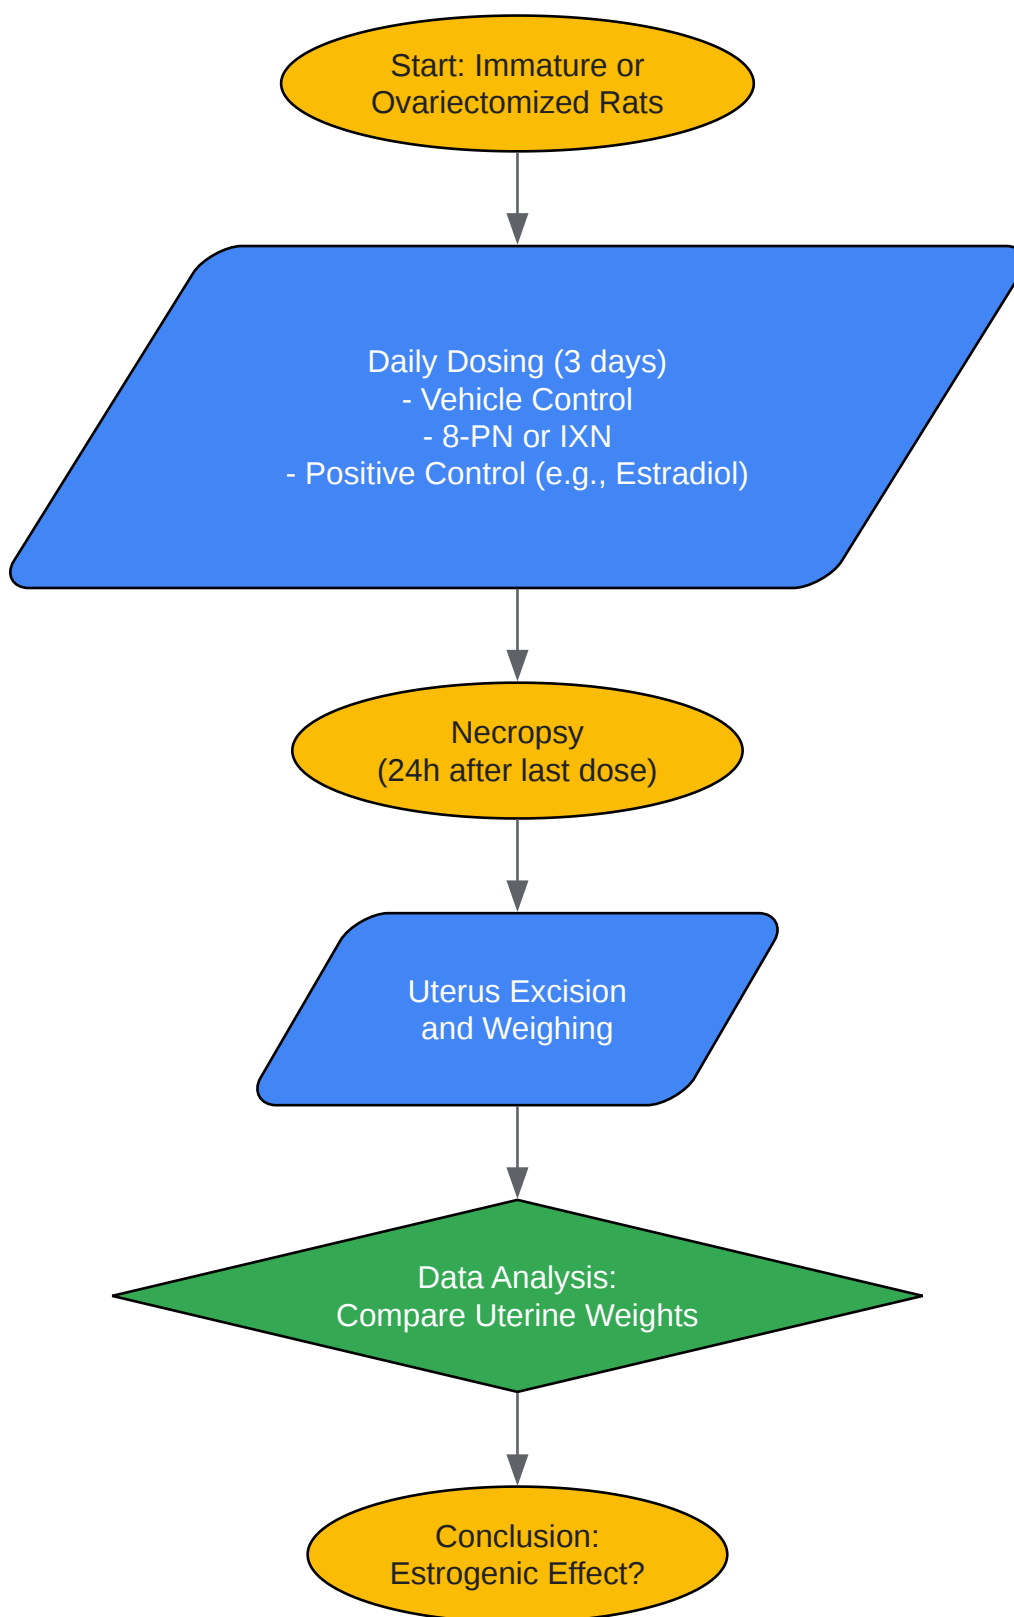 Start: Immature or
Ovariectomized Rats
Daily Dosing (3 days)
- Vehicle Control
- 8-PN or IXN
- Positive Control (e.g., Estradiol)
Necropsy
(24h after last dose)
Uterus Excision
and Weighing
Data Analysis:
Compare Uterine Weights
Conclusion:
Estrogenic Effect?